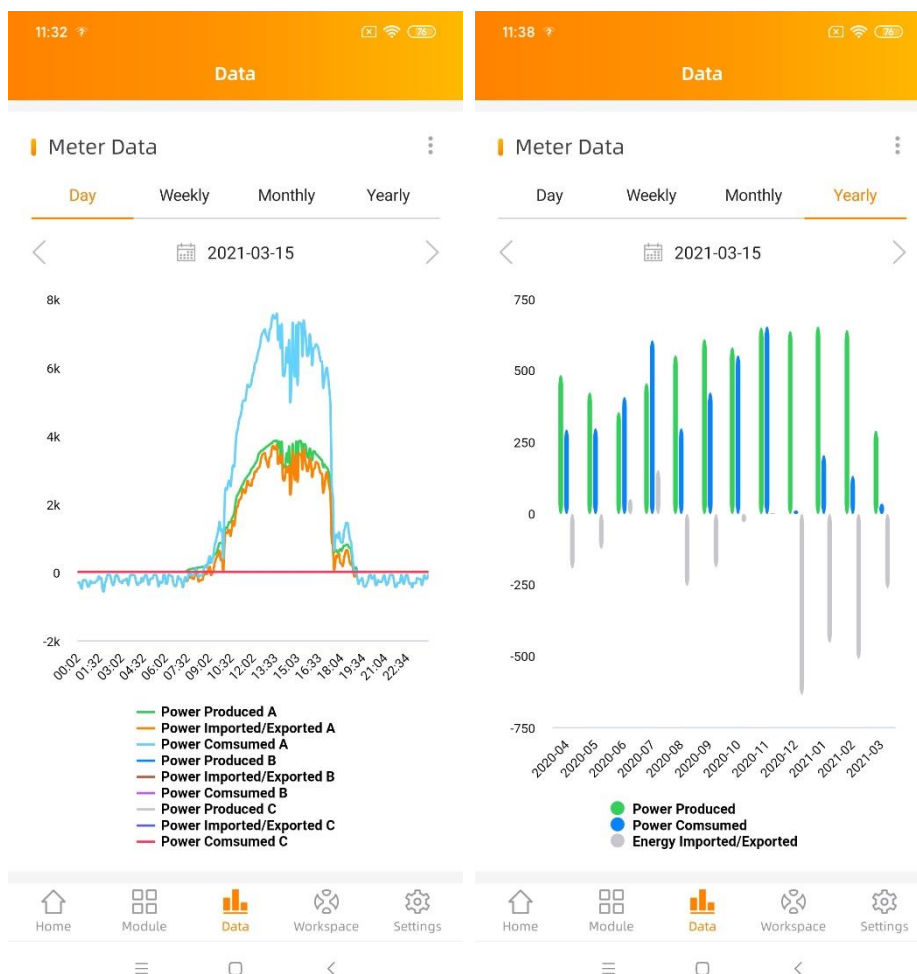 11:32
76
Data
Meter Data
Day Weekly Monthly Yearly
2021-03-15
8k
6k
4k
2k
0
-2k
00:02 01:32 03:02 04:32 06:02 07:32 09:02 10:32 12:02 13:33 15:03 16:33 18:04 19:34 21:04 22:34
Power Produced A
Power Imported/Exported A
Power Comsumed A
Power Produced B
Power Imported/Exported B
Power Comsumed B
Power Produced C
Power Imported/Exported C
Power Comsumed C
Home Module Data Workspace Settings
11:38
76
Data
Meter Data
Day Weekly Monthly Yearly
2021-03-15
750
500
250
0
-250
-500
-750
2020-04 2020-05 2020-06 2020-07 2020-08 2020-09 2020-10 2020-11 2020-12 2021-01 2021-02 2021-03
Power Produced
Power Comsumed
Energy Imported/Exported
Home Module Data Workspace Settings